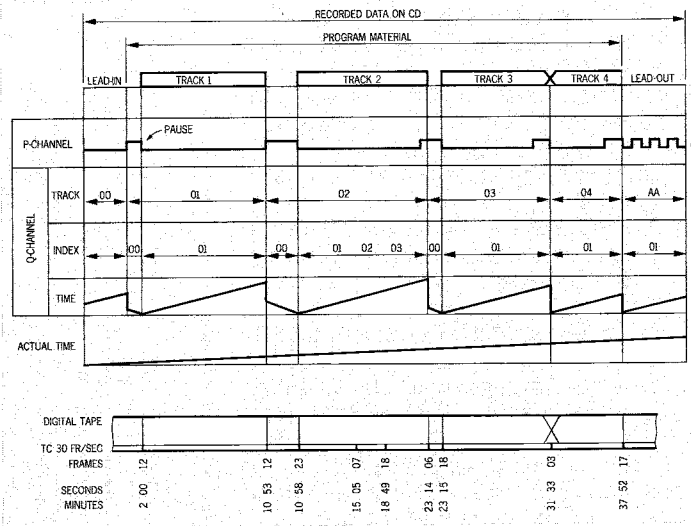 RECORDED DATA ON CD
PROGRAM MATERIAL
LEAD-IN TRACK 1 TRACK 2 TRACK 3 TRACK 4 LEAD-OUT
PAUSE
P-CHANNEL
Q-CHANNEL
TRACK 00 01 02 03 04 AA
INDEX 00 01 00 01 02 03 00 01 01 01
TIME
ACTUAL TIME
DIGITAL TAPE
TC 30 FR/SEC
FRAMES 12 12 23 07 18 06 18 03 17
SECONDS 00 53 58 05 49 14 33 52
MINUTES 2 10 10 15 18 23 23 31 37